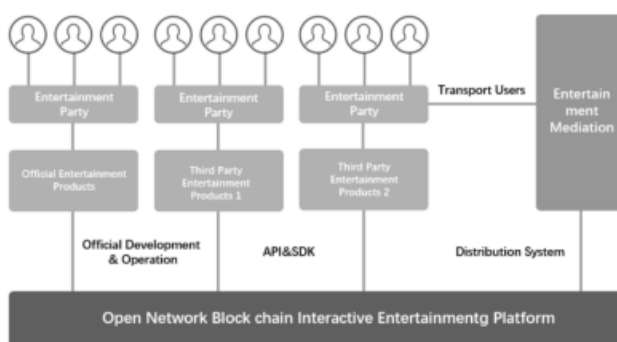 Entertainment
Party
Entertainment
Party
Entertainment
Party
Transport Users
Entertain
ment
Mediation
Official Entertainment
Products
Third Party
Entertainment
Products 1
Third Party
Entertainment
Products 2
Official Development
& Operation
API&SDK
Distribution System
Open Network Block chain Interactive Entertainmentg Platform